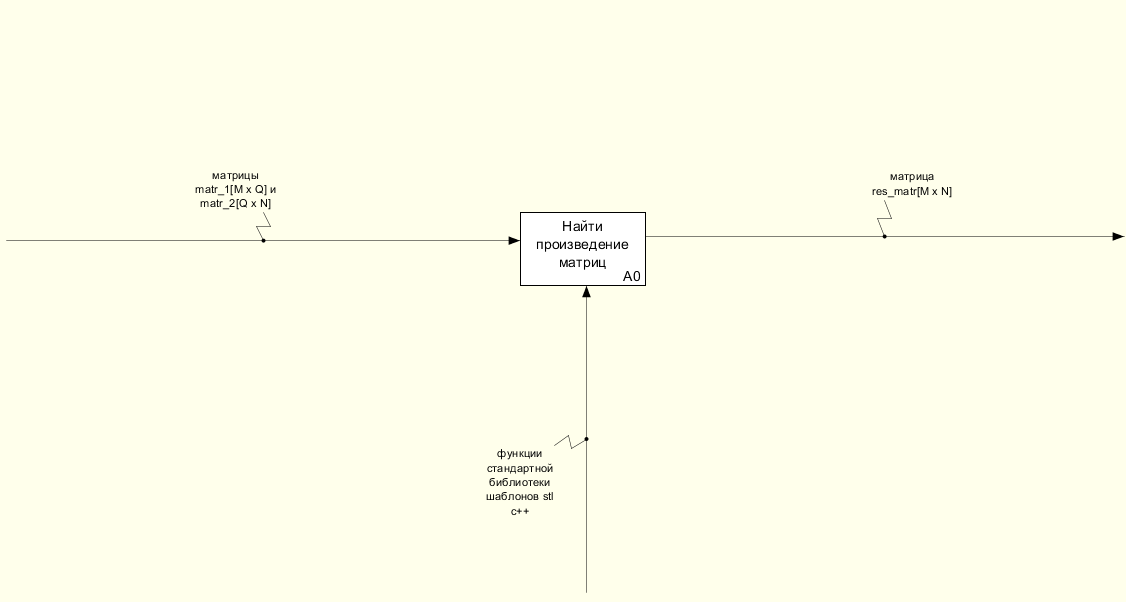 матрицы
matr_1[M x Q] и
matr_2[Q x N]
матрица
res_matr[M x N]
Найти
произведение
матриц
A0
функции
стандартной
библиотеки
шаблонов stl
c++